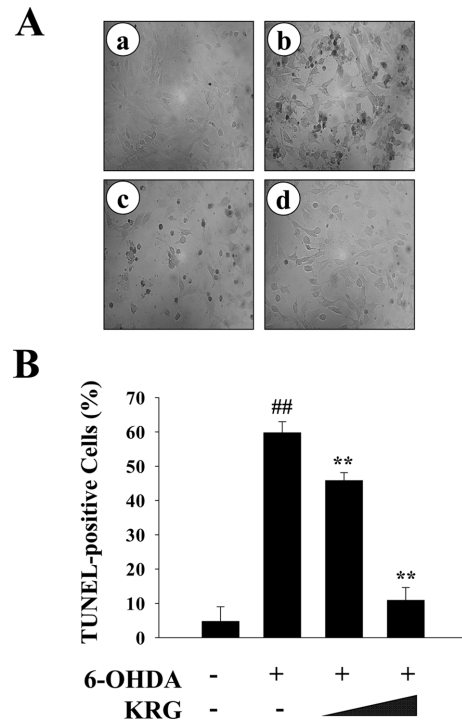 A
a
b
c
d
B
TUNEL-positive Cells (%)
70
60
50
40
30
20
10
0
##
**
**
6-OHDA - + + +
KRG -